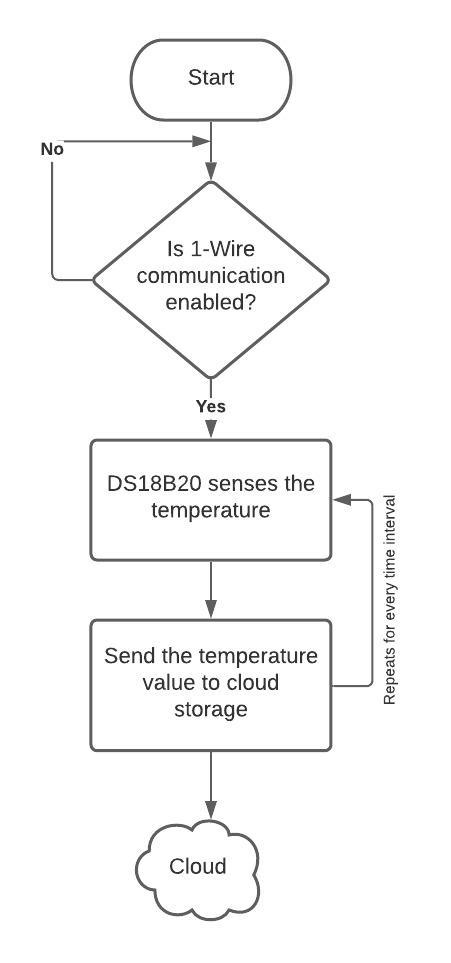 Start
No
Is 1-Wire
communication
enabled?
Yes
DS18B20 senses the
temperature
Repeats for every time interval
Send the temperature
value to cloud
storage
Cloud